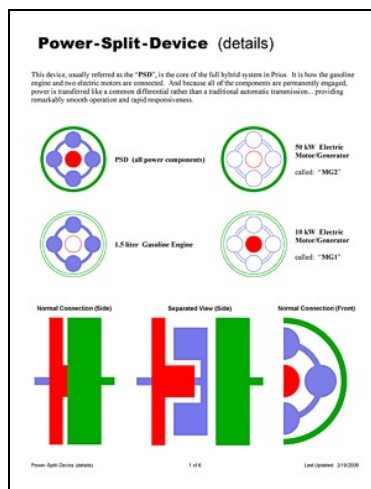 Power-Split-Device (details)
This device, usually referred as the "PSD", is the core of the full hybrid system in Prius. It is how the gasoline
engine and two electric motors are connected. And because all of the components are permanently engaged,
power is transferred like a common differential rather than a traditional automatic transmission... providing
remarkably smooth operation and rapid responsiveness.
PSD (all power components)
50 kW Electric
Motor/Generator
called: "MG2"
1.5 liter Gasoline Engine
10 kW Electric
Motor/Generator
called: "MG1"
Normal Connection (Side)
Separated View (Side)
Normal Connection (Front)
Power-Split-Device (details)
1 of 6
Last Updated 2/19/2006